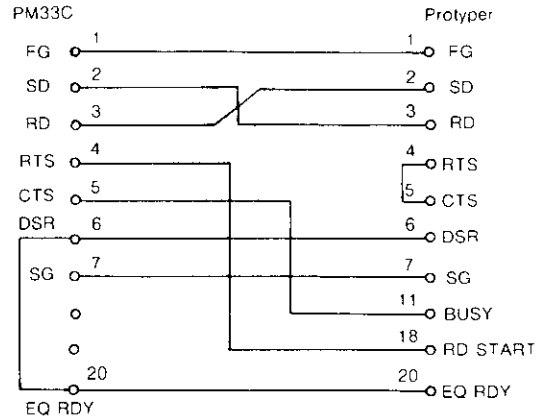 PM33C Protyper
FG 1 1 FG
SD 2 2 SD
RD 3 3 RD
RTS 4 4 RTS
CTS 5 5 CTS
DSR 6 6 DSR
SG 7 7 SG
11 BUSY
18 RD START
20 20 EQ RDY
EQ RDY